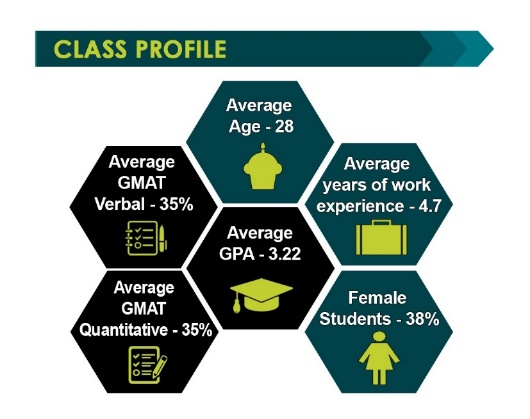 CLASS PROFILE
Average
Age - 28
Average
GMAT
Verbal - 35%
Average
years of work
experience - 4.7
Average
GPA - 3.22
Average
GMAT
Quantitative - 35%
Female
Students - 38%